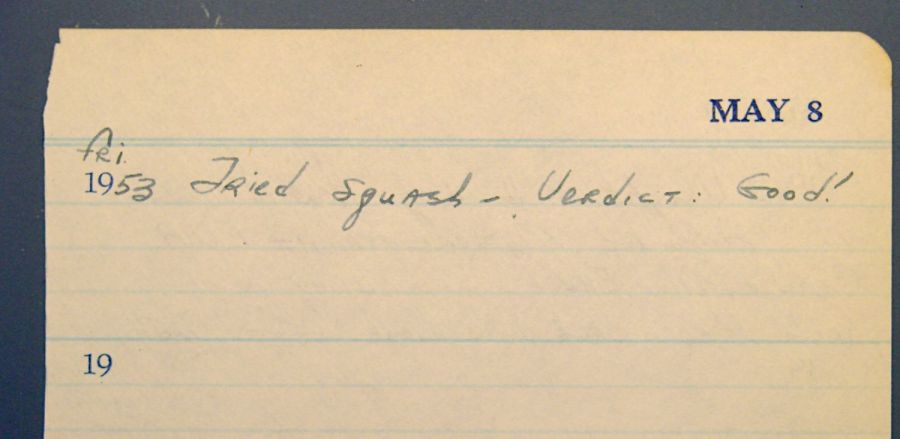 MAY 8
Fri.
1953 Tried Squash - Verdict: Good!
19